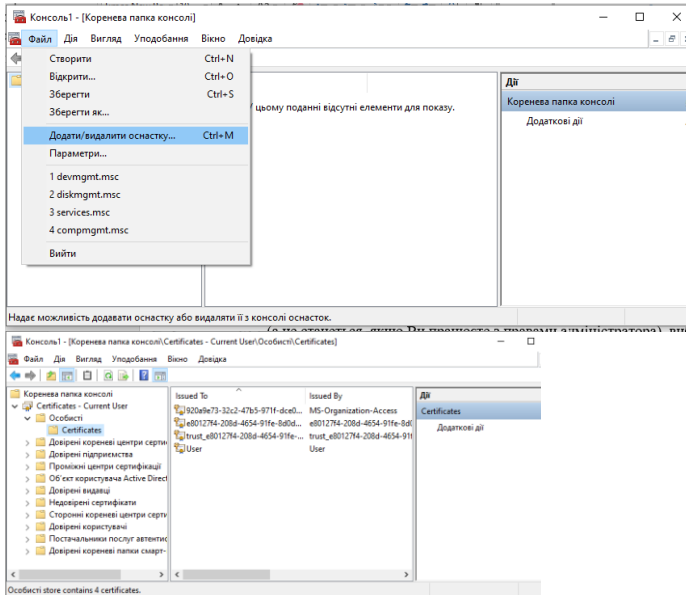 Консоль1 - [Коренева папка консолі]
Файл Дія Вигляд Уподобання Вікно Довідка
Створити Ctrl+N
Відкрити... Ctrl+O
Зберегти Ctrl+S
Зберегти як...
Додати/видалити оснастку... Ctrl+M
Параметри...
1 devmgmt.msc
2 diskmgmt.msc
3 services.msc
4 compmgmt.msc
Вийти
цьому поданні відсутні елементи для показу.
Дії
Коренева папка консолі
Додаткові дії
Надає можливість додавати оснастку або видаляти її з консолі оснасток.
Консоль1 - [Коренева папка консолі\Certificates - Current User\Особисті\Certificates]
Файл Дія Вигляд Уподобання Вікно Довідка
Коренева папка консолі
Certificates - Current User
Особисті
Certificates
Довірені кореневі центри серти
Довірені підприємства
Проміжні центри сертифікації
Об'єкт користувача Active Direct
Довірені видавці
Недовірені сертифікати
Сторонні кореневі центри серти
Довірені користувачі
Постачальники послуг автентис
Довірені кореневі папки смарт-
Issued To Issued By
920a9e73-32c2-47b5-971f-dce0... MS-Organization-Access
e80127f4-208d-4654-91fe-8d0d... e80127f4-208d-4654-91fe-8d0
trust_e80127f4-208d-4654-91fe-... trust_e80127f4-208d-4654-91f
User User
Дії
Certificates
Додаткові дії
Особисті store contains 4 certificates.